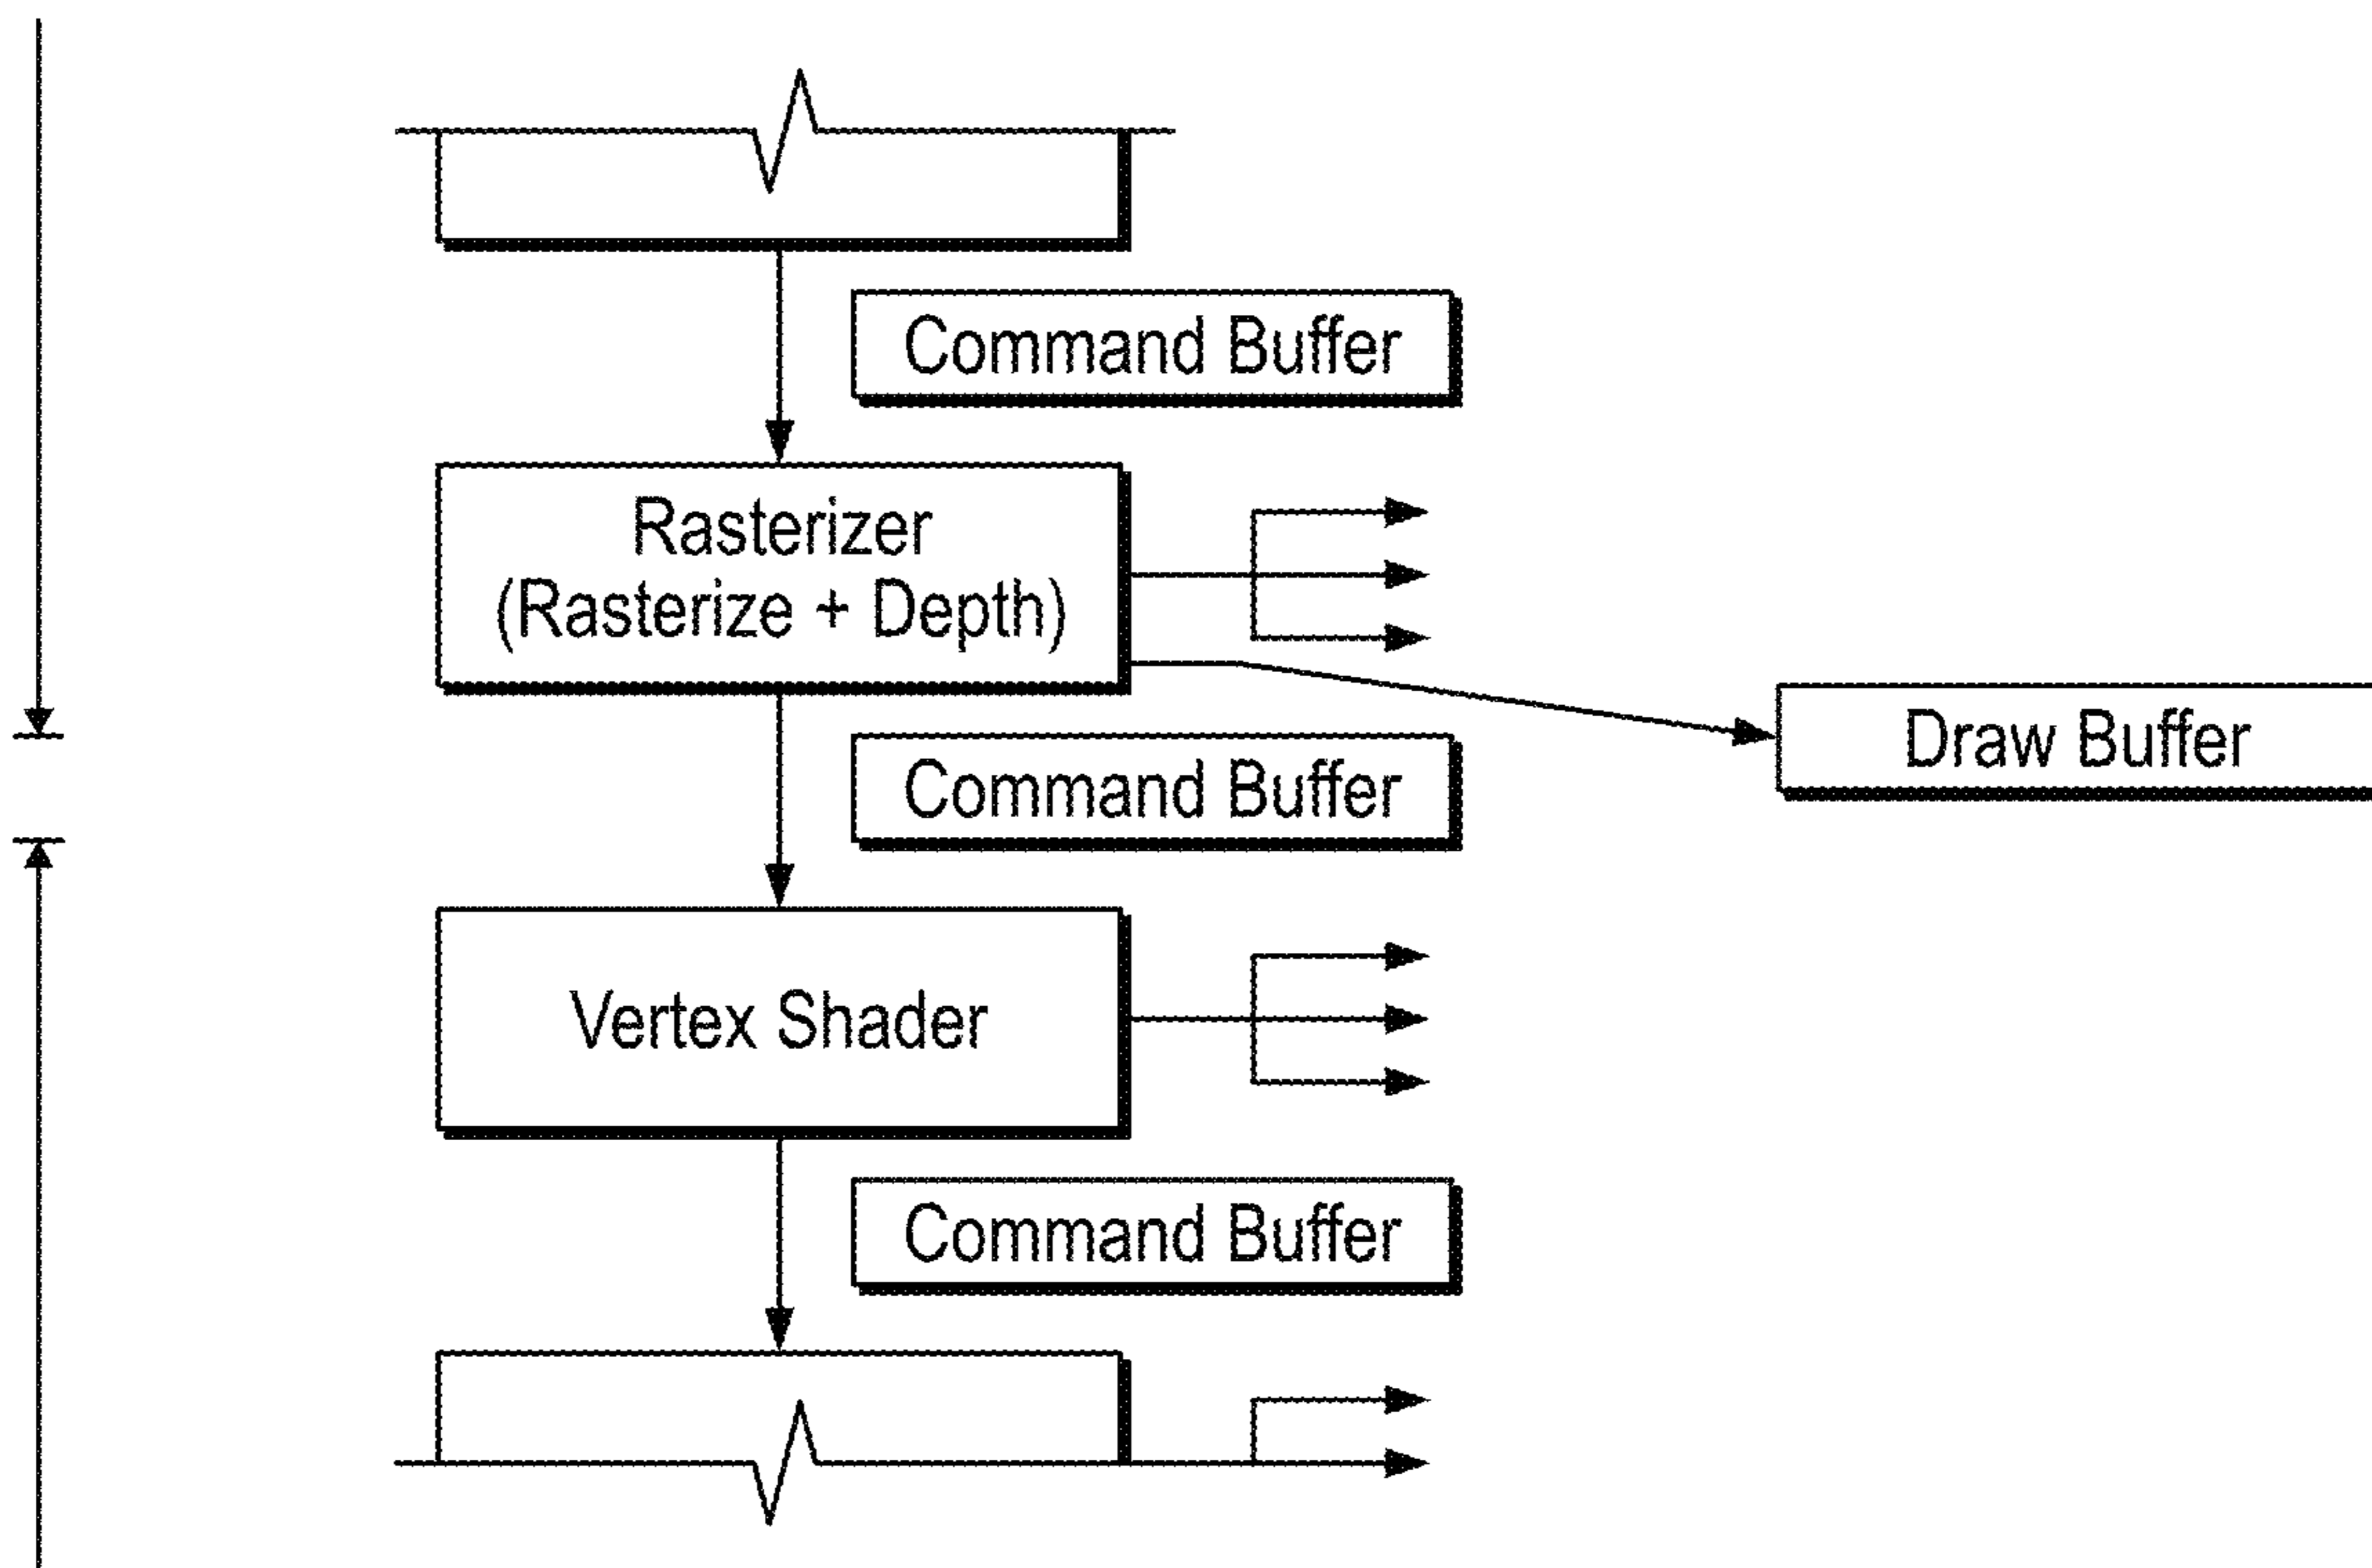 Command Buffer
Rasterizer
(Rasterize + Depth)
Command Buffer
Draw Buffer
Vertex Shader
Command Buffer